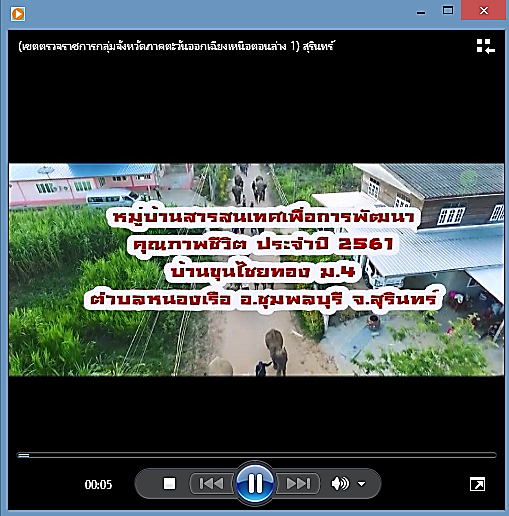 (เขตตรวจราชการกลุ่มจังหวัดภาคตะวันออกเฉียงเหนือตอนล่าง 1) สุรินทร์
หมู่บ้านสารสนเทศเพื่อการพัฒนา
คุณภาพชีวิต ประจำปี 2561
บ้านขุนไชยทอง ม.4
ตำบลหนองเรือ อ.ชุมพลบุรี จ.สุรินทร์
00:05